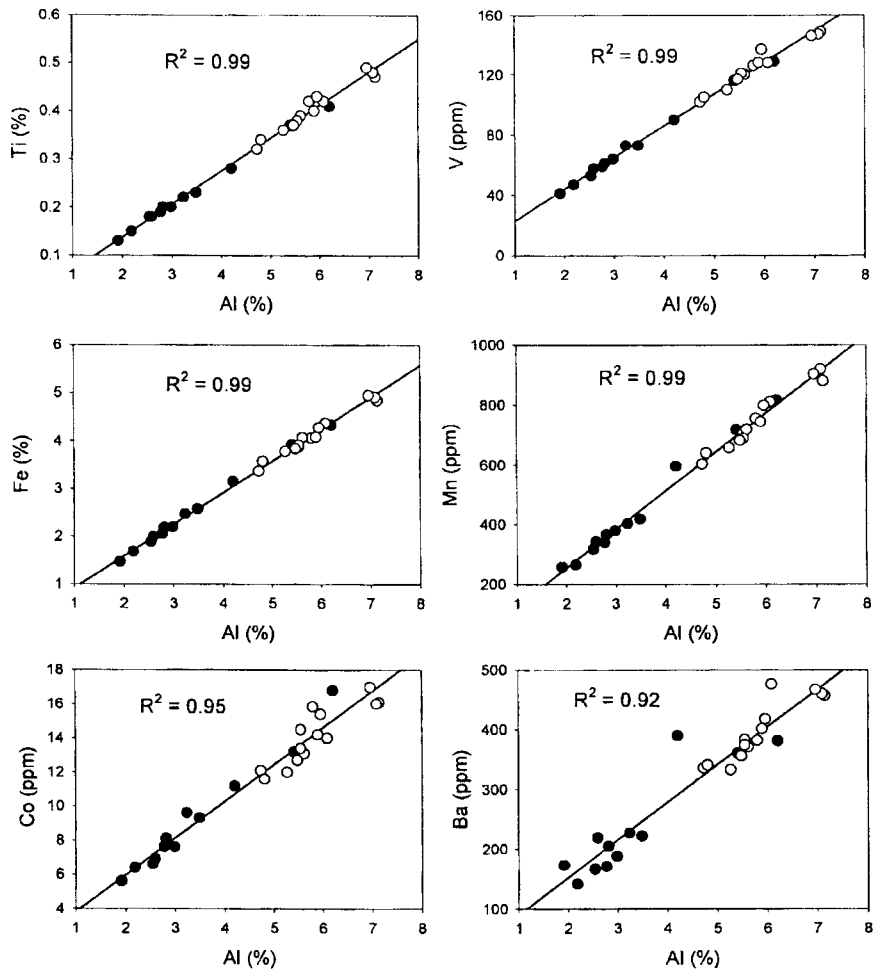 0.6
0.5
0.4
0.3
0.2
0.1
Ti (%)
R² = 0.99
1 2 3 4 5 6 7 8
Al (%)
160
120
80
40
0
V (ppm)
R² = 0.99
1 2 3 4 5 6 7 8
Al (%)
6
5
4
3
2
1
Fe (%)
R² = 0.99
1 2 3 4 5 6 7 8
Al (%)
1000
800
600
400
200
Mn (ppm)
R² = 0.99
1 2 3 4 5 6 7 8
Al (%)
18
16
14
12
10
8
6
4
Co (ppm)
R² = 0.95
1 2 3 4 5 6 7 8
Al (%)
500
400
300
200
100
Ba (ppm)
R² = 0.92
1 2 3 4 5 6 7 8
Al (%)